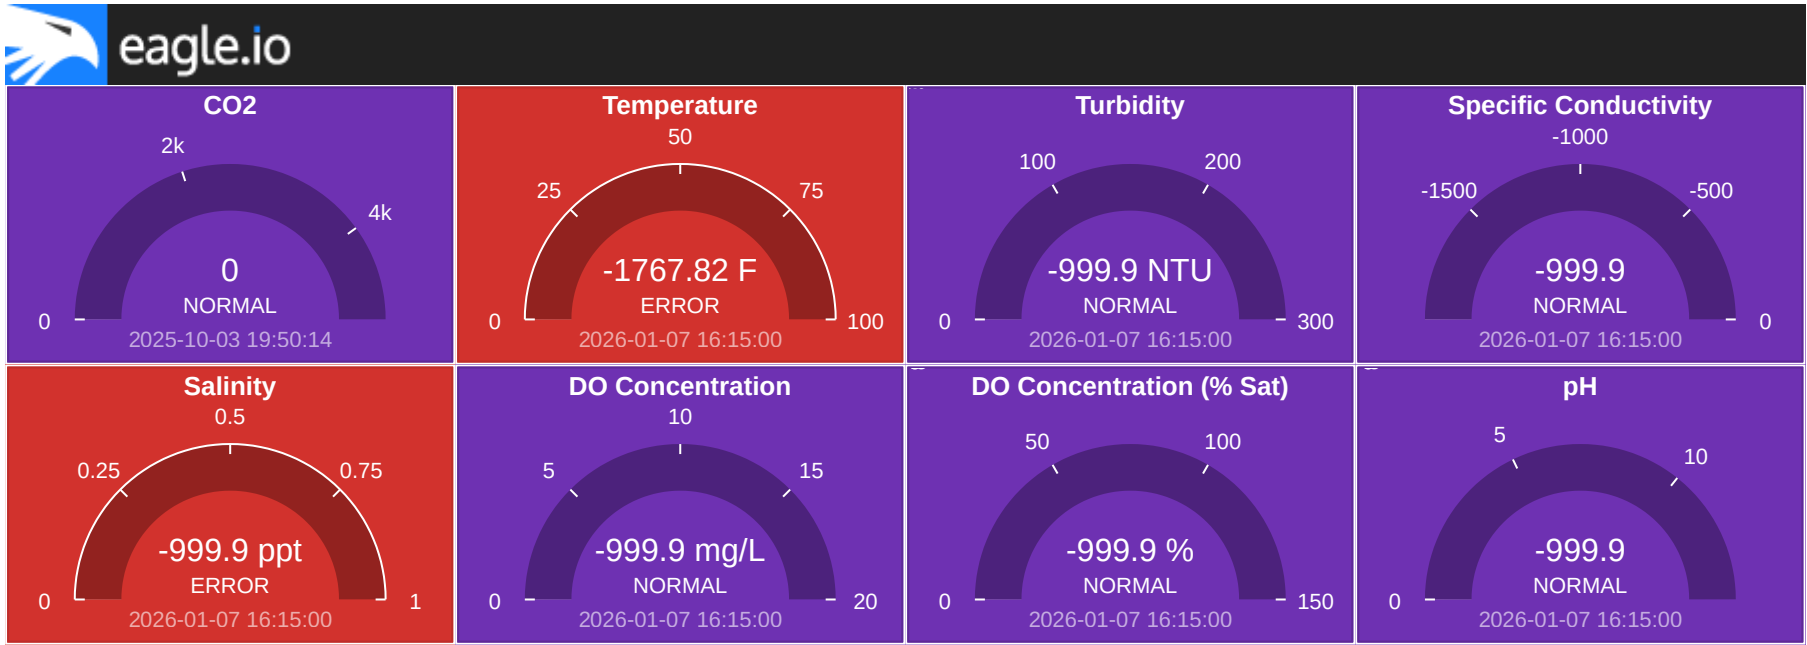 eagle.io
CO2
2k
4k
0
NORMAL
0
2025-10-03 19:50:14
Temperature
50
25
75
-1767.82 F
ERROR
0
100
2026-01-07 16:15:00
Turbidity
100
200
-999.9 NTU
NORMAL
0
300
2026-01-07 16:15:00
Specific Conductivity
-1000
-1500
-500
-999.9
NORMAL
0
2026-01-07 16:15:00
Salinity
0.5
0.25
0.75
-999.9 ppt
ERROR
0
1
2026-01-07 16:15:00
DO Concentration
10
5
15
-999.9 mg/L
NORMAL
0
20
2026-01-07 16:15:00
DO Concentration (% Sat)
50
100
-999.9 %
NORMAL
0
150
2026-01-07 16:15:00
pH
5
10
-999.9
NORMAL
0
2026-01-07 16:15:00